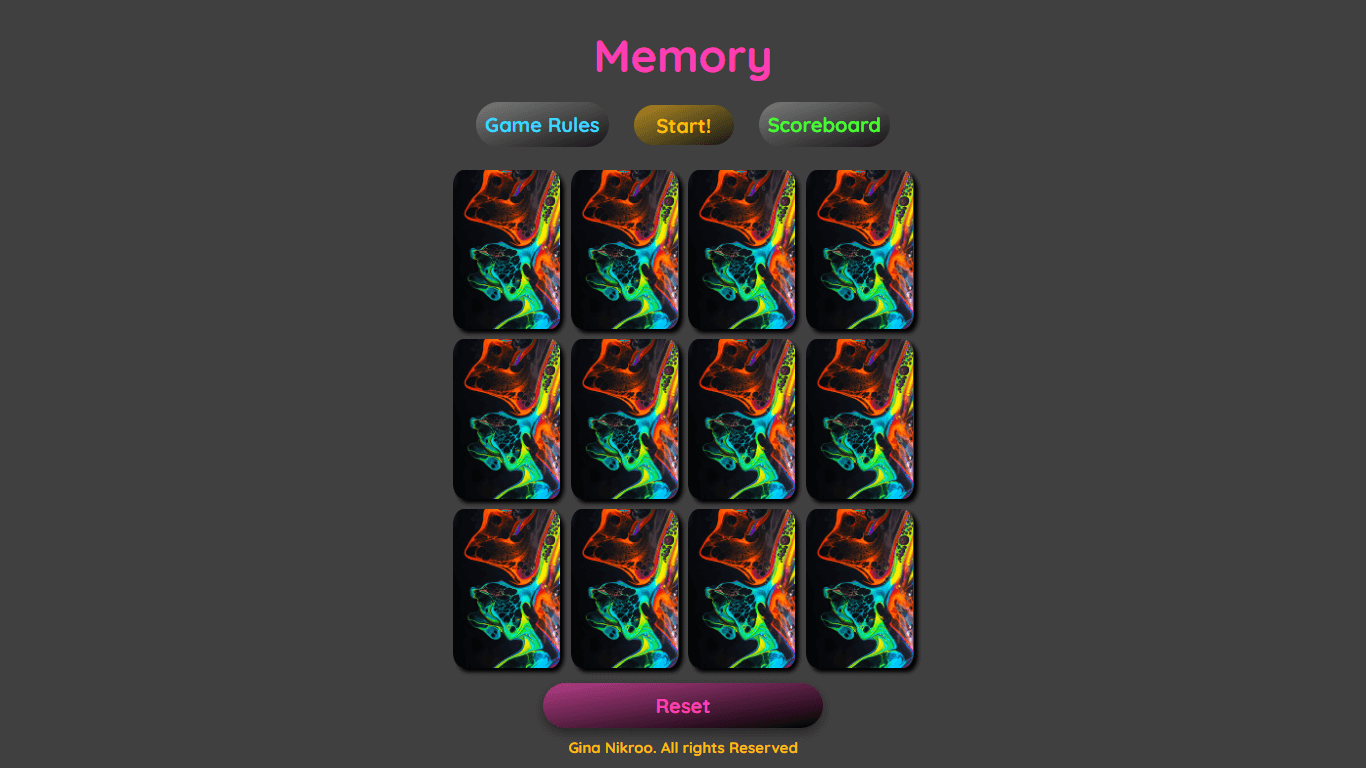 Memory
Game Rules
Start!
Scoreboard
Reset
Gina Nikroo. All rights Reserved